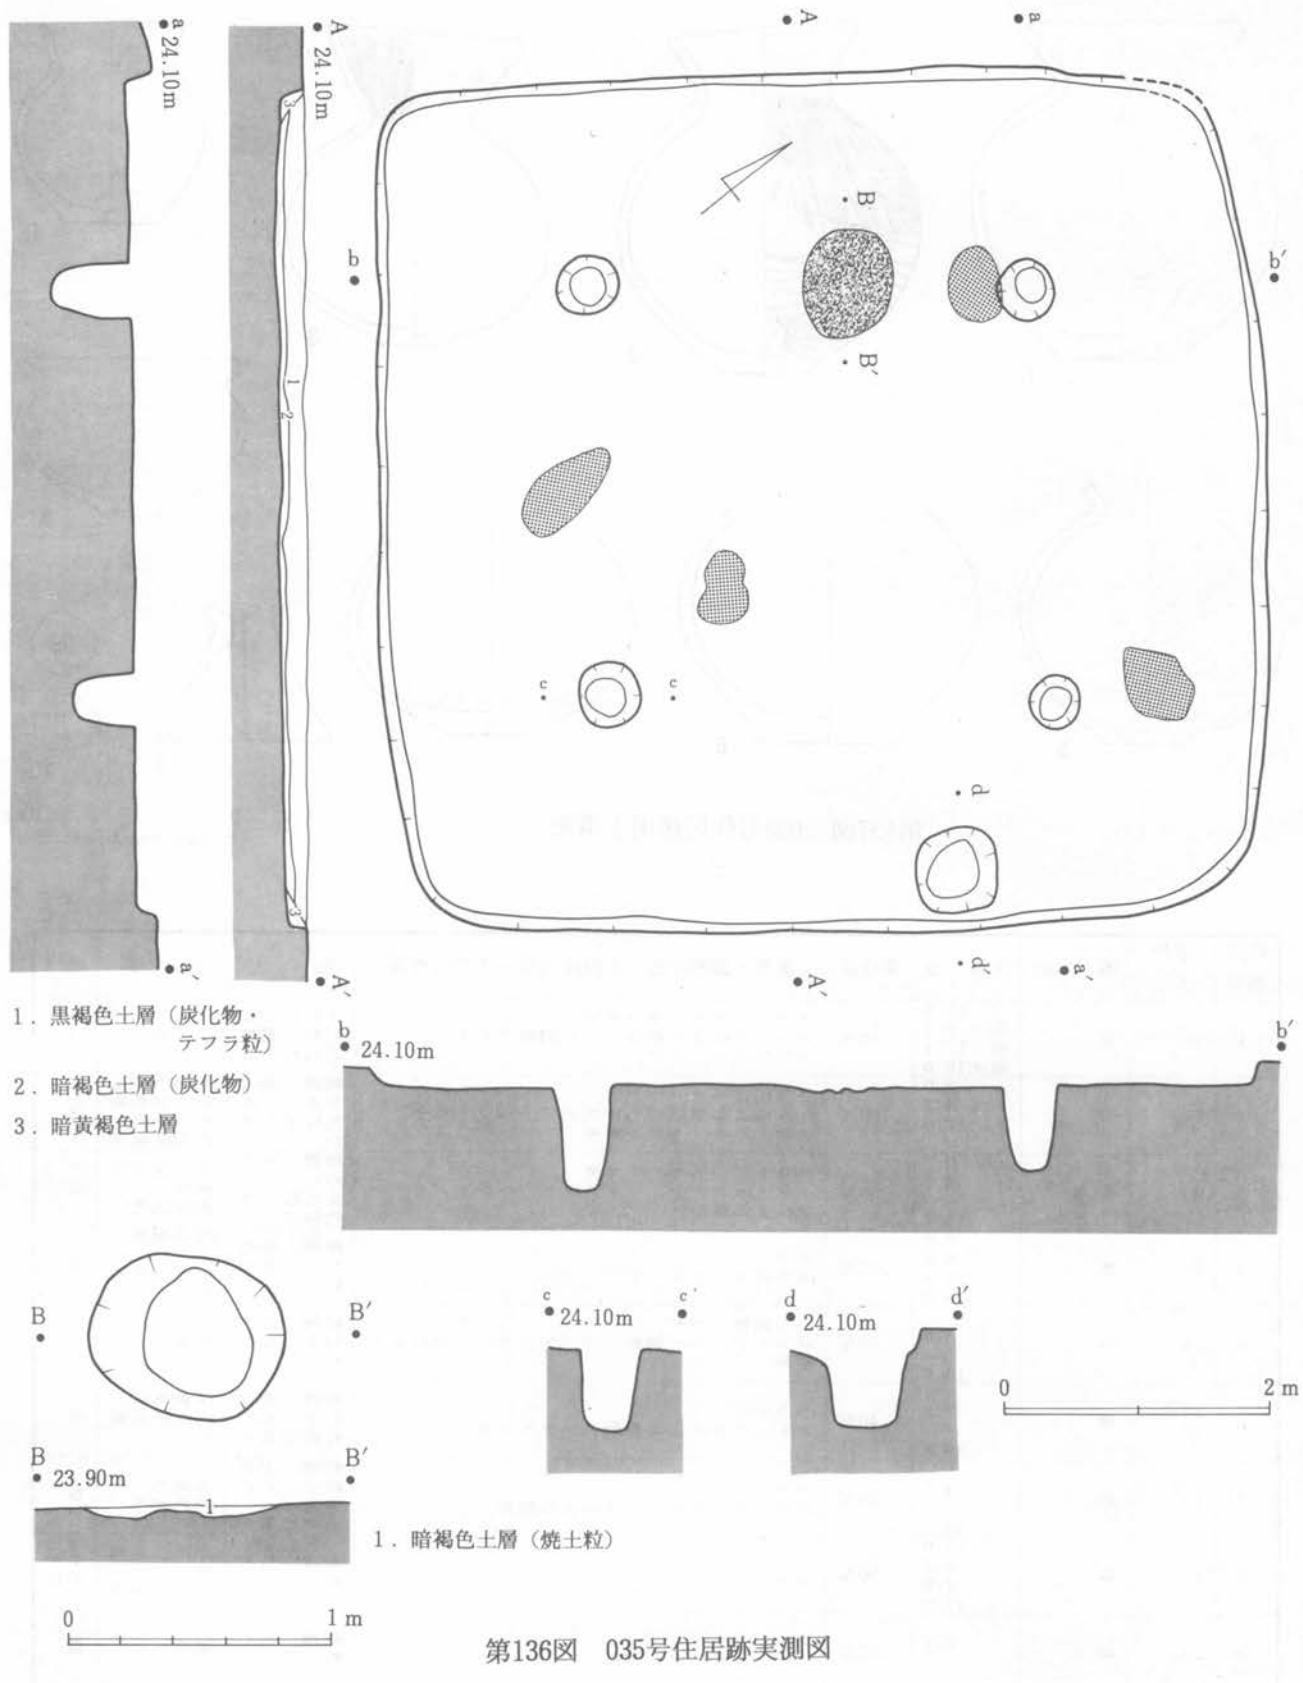 a
24.10m
A
24.10m
A
a
3
B
b
b′
B′
1
2
c
c
d
3
a′
A′
A′
d′
a′
1．黒褐色土層（炭化物・
テフラ粒）
2．暗褐色土層（炭化物）
3．暗黄褐色土層
b
24.10m
b′
B
B′
c
24.10m
c′
d
24.10m
d′
0
2 m
B
23.90m
B′
1
1．暗褐色土層（焼土粒）
0
1 m
第136図　035号住居跡実測図